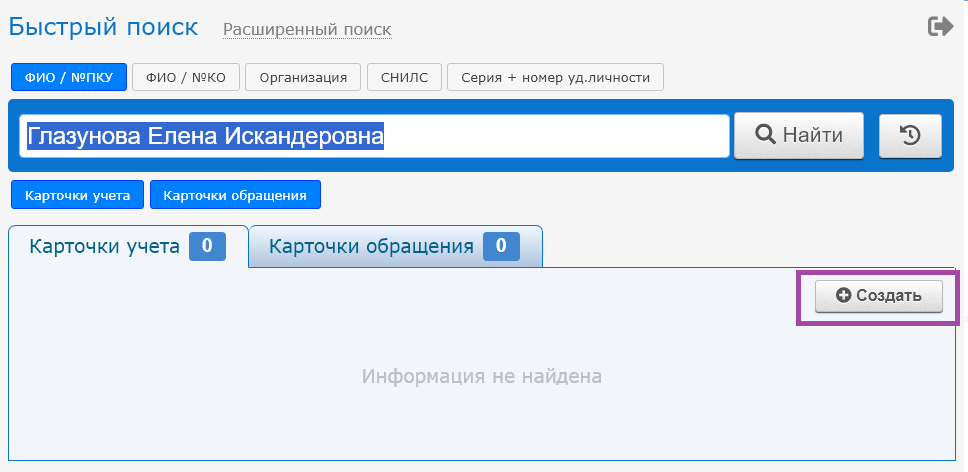 Быстрый поиск Расширенный поиск
ФИО / №ПКУ ФИО / №КО Организация СНИЛС Серия + номер уд.личности
Глазунова Елена Искандеровна Найти
Карточки учета Карточки обращения
Карточки учета 0 Карточки обращения 0
Создать
Информация не найдена